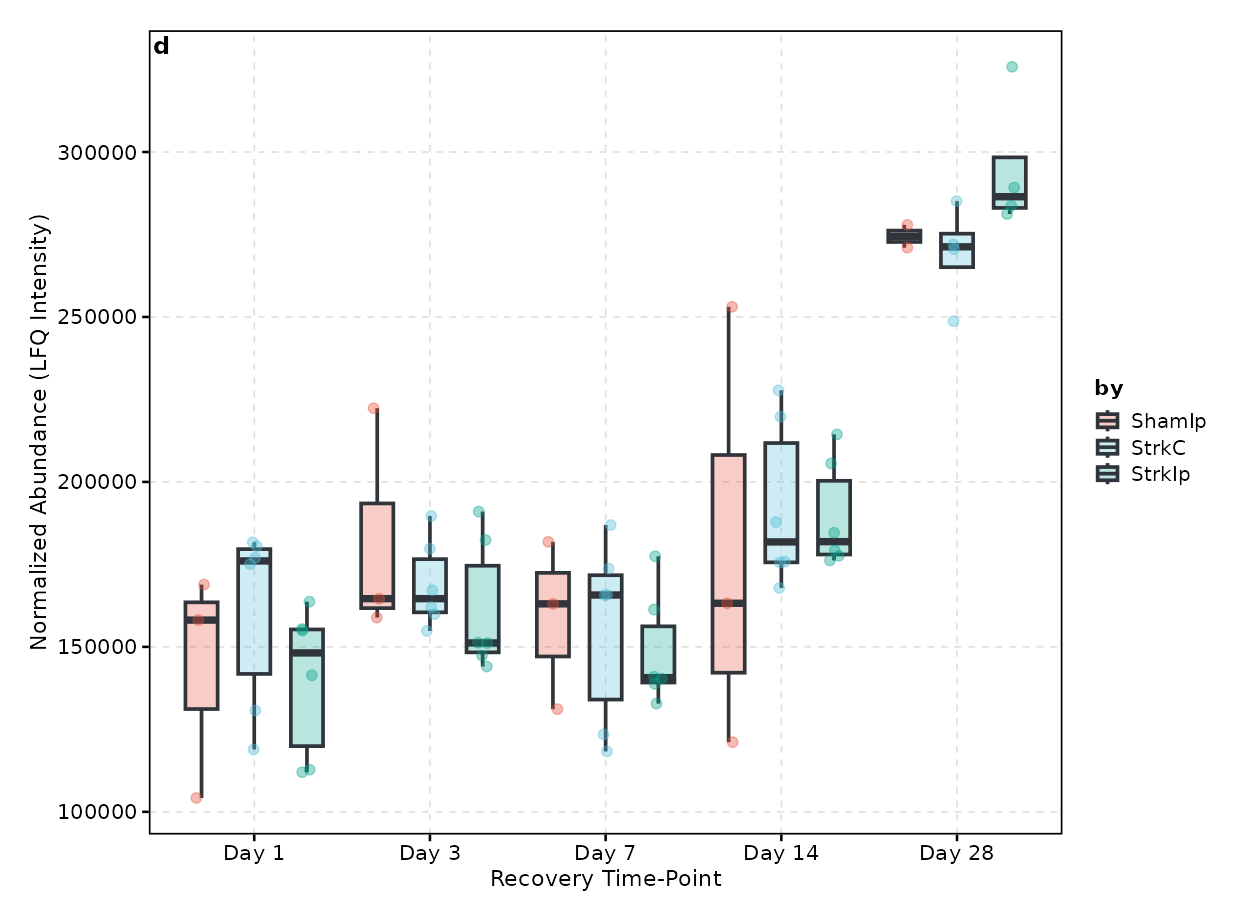 d
300000
250000
200000
150000
100000
Normalized Abundance (LFQ Intensity)
Day 1
Day 3
Day 7
Day 14
Day 28
Recovery Time-Point
by
ShamIp
StrkC
StrkIp